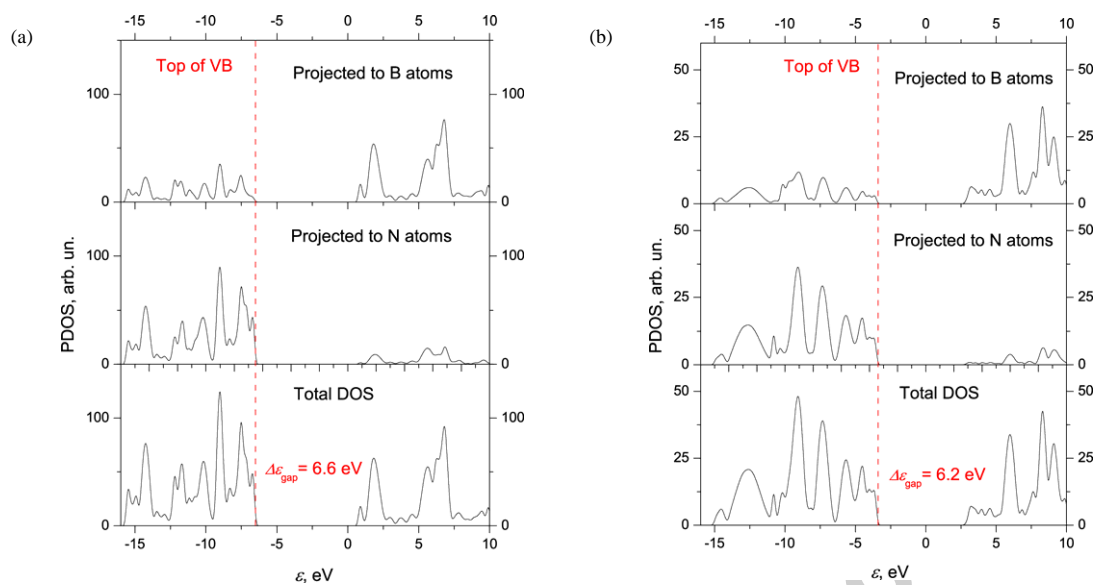 (a)
-15 -10 -5 0 5 10
Top of VB
Projected to B atoms
100 100
0 0
Projected to N atoms
100 100
0 0
Total DOS
100 100
Δε_gap = 6.6 eV
0 0
-15 -10 -5 0 5 10
PDOS, arb. un.
ε, eV
(b)
-15 -10 -5 0 5 10
50 50
Top of VB
Projected to B atoms
25 25
0 0
50 50
Projected to N atoms
25 25
0 0
50 50
Total DOS
25 25
Δε_gap = 6.2 eV
0 0
-15 -10 -5 0 5 10
PDOS, arb. un.
ε, eV